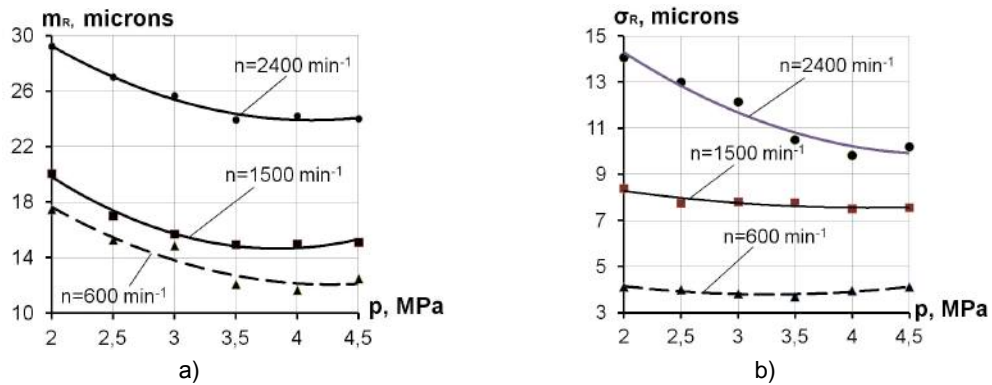 mR, microns
30
26
22
18
14
10
n=2400 min-1
n=1500 min-1
n=600 min-1
2 2,5 3 3,5 4 4,5
p, MPa
a)
σR, microns
15
13
11
9
7
5
3
n=2400 min-1
n=1500 min-1
n=600 min-1
2 2,5 3 3,5 4 4,5
p, MPa
b)